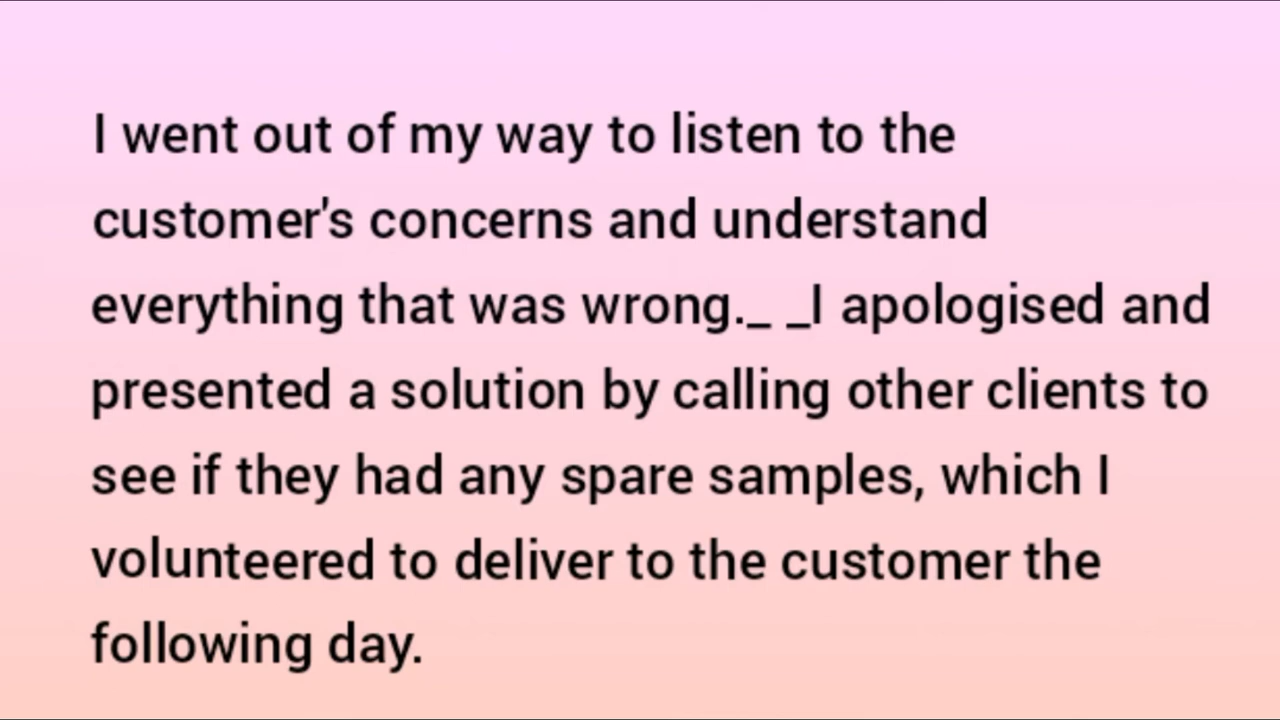 I went out of my way to listen to the
customer's concerns and understand
everything that was wrong._ _I apologised and
presented a solution by calling other clients to
see if they had any spare samples, which I
volunteered to deliver to the customer the
following day.